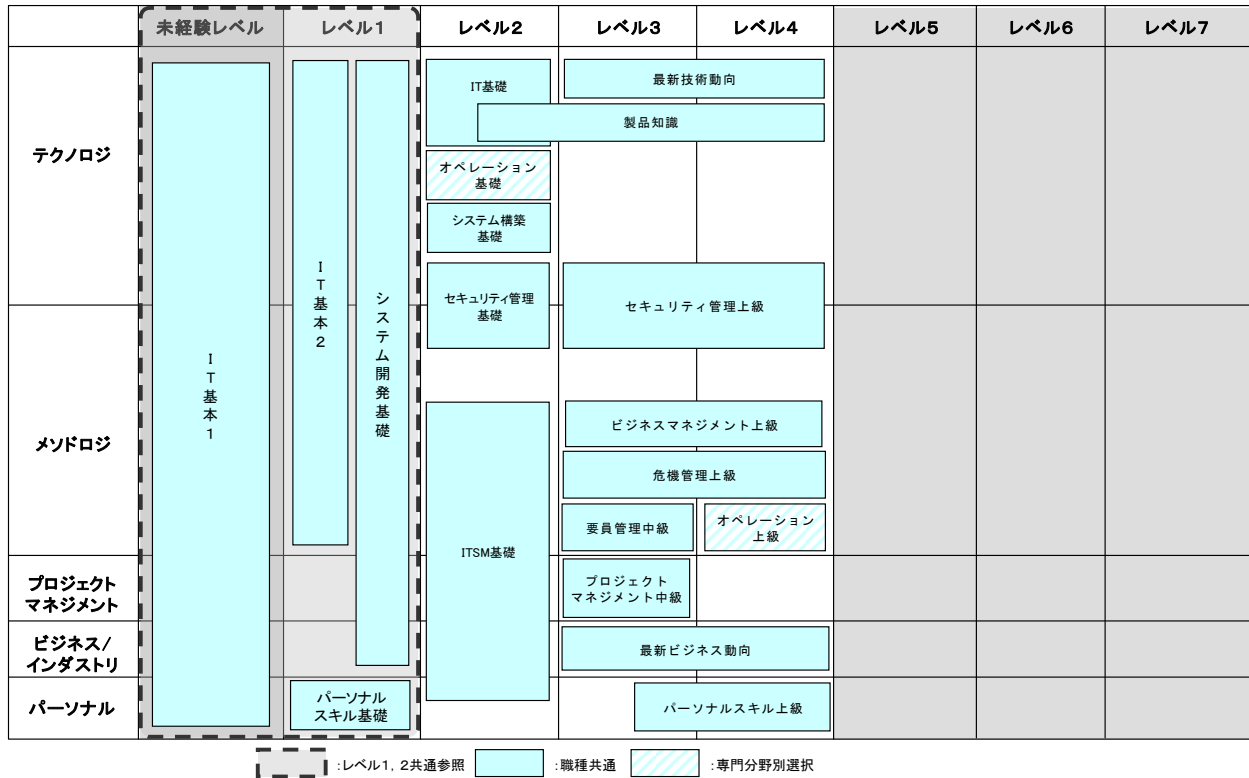 未経験レベル
レベル1
レベル2
レベル3
レベル4
レベル5
レベル6
レベル7
テクノロジ
メソドロジ
プロジェクト
マネジメント
ビジネス/
インダストリ
パーソナル
IT基本1
IT基本2
システム開発基礎
パーソナル
スキル基礎
IT基礎
製品知識
オペレーション
基礎
システム構築
基礎
セキュリティ管理
基礎
ITSM基礎
最新技術動向
セキュリティ管理上級
ビジネスマネジメント上級
危機管理上級
要員管理中級
オペレーション
上級
プロジェクト
マネジメント中級
最新ビジネス動向
パーソナルスキル上級
:レベル1, 2共通参照
:職種共通
:専門分野別選択